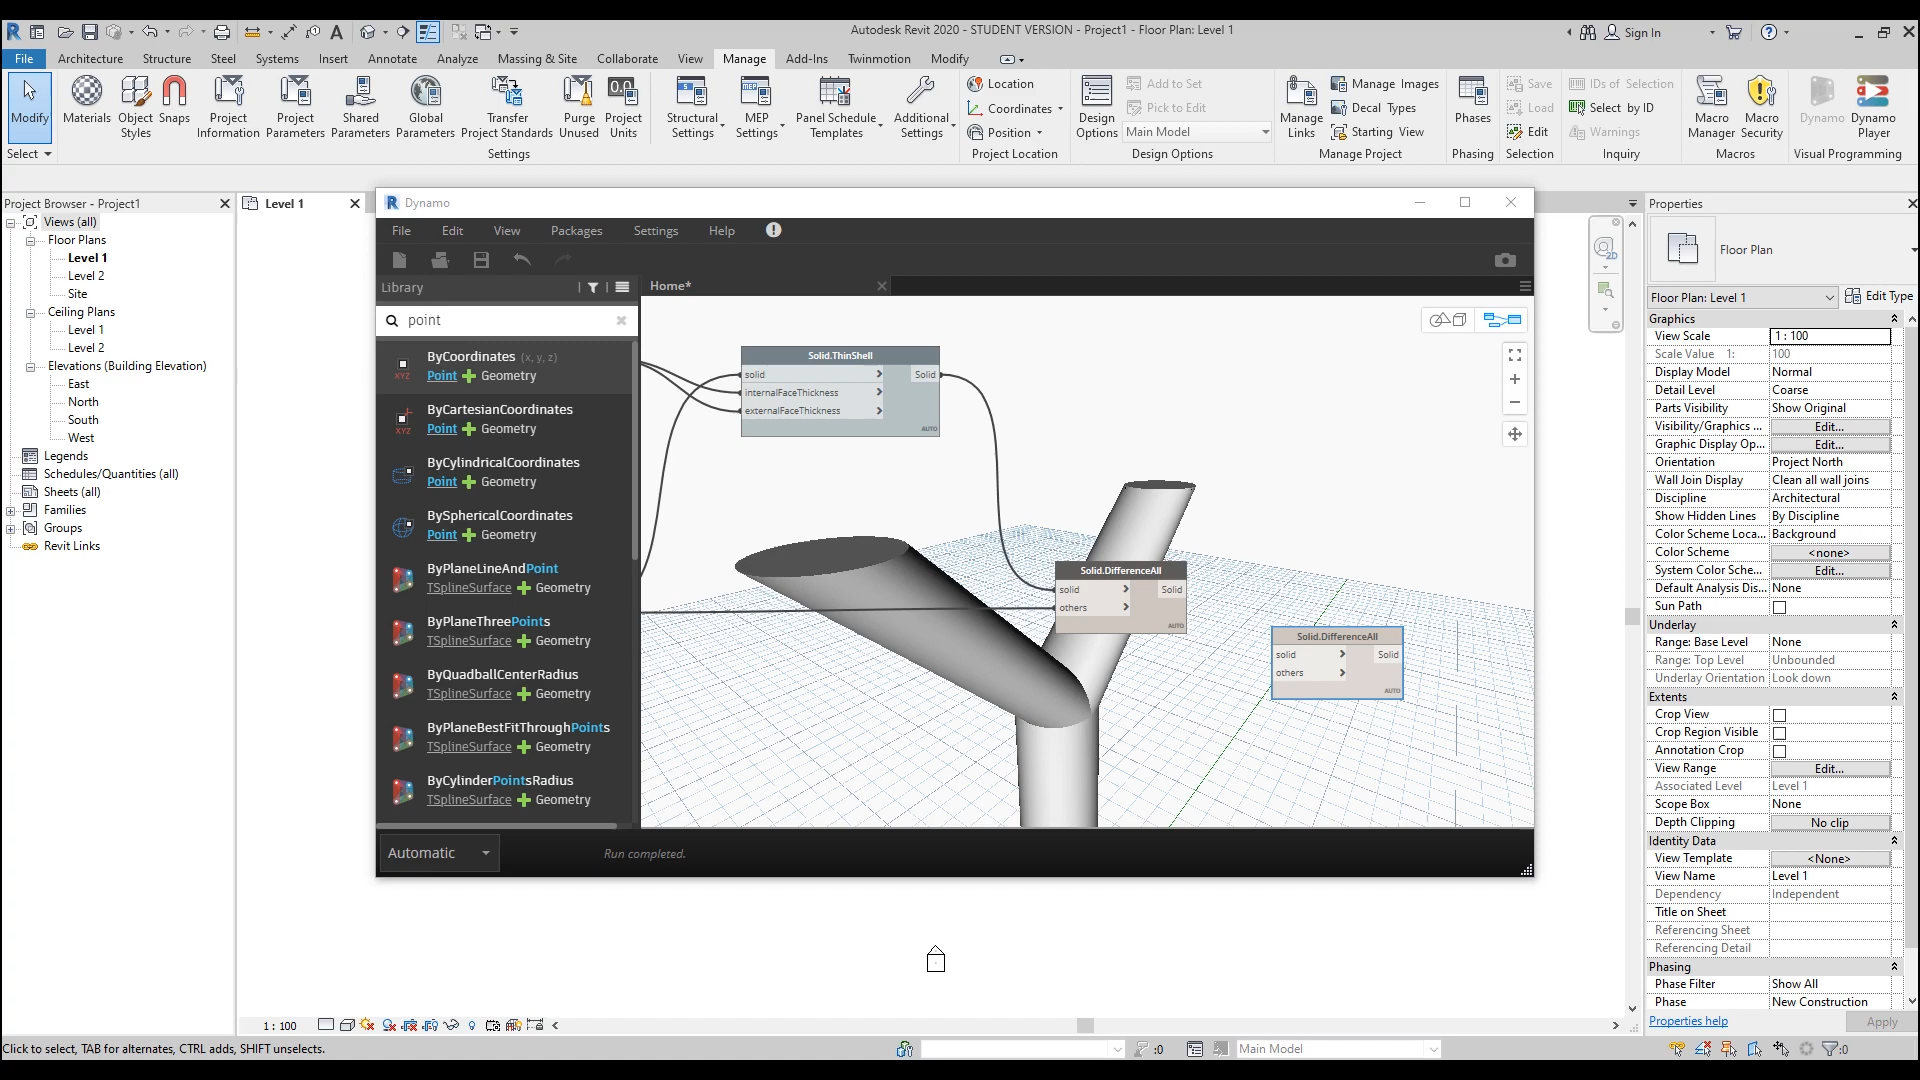 Autodesk Revit 2020 - STUDENT VERSION - Project1 - Floor Plan: Level 1
Sign In
File Architecture Structure Steel Systems Insert Annotate Analyze Massing & Site Collaborate View Manage Add-Ins Twinmotion Modify
Modify
Materials
Object Styles
Snaps
Project Information
Project Parameters
Shared Parameters
Global Parameters
Transfer Project Standards
Purge Unused
Project Units
Structural Settings
MEP Settings
Panel Schedule Templates
Additional Settings
Location
Coordinates
Position
Design Options
Add to Set
Pick to Edit
Main Model
Manage Links
Manage Images
Decal Types
Starting View
Phases
Save
Load
Edit
IDs of Selection
Select by ID
Warnings
Macro Manager
Macro Security
Dynamo
Dynamo Player
Select Settings Project Location Design Options Manage Project Phasing Selection Inquiry Macros Visual Programming
Project Browser - Project1
Views (all)
Floor Plans
Level 1
Level 2
Site
Ceiling Plans
Level 1
Level 2
Elevations (Building Elevation)
East
North
South
West
Legends
Schedules/Quantities (all)
Sheets (all)
Families
Groups
Revit Links
Level 1
Dynamo
File Edit View Packages Settings Help
Library
Home*
point
ByCoordinates (x, y, z)
Point Geometry
ByCartesianCoordinates
Point Geometry
ByCylindricalCoordinates
Point Geometry
BySphericalCoordinates
Point Geometry
ByPlaneLineAndPoint
TSplineSurface Geometry
ByPlaneThreePoints
TSplineSurface Geometry
ByQuadballCenterRadius
TSplineSurface Geometry
ByPlaneBestFitThroughPoints
TSplineSurface Geometry
ByCylinderPointsRadius
TSplineSurface Geometry
Solid.ThinShell
solid > Solid
internalFaceThickness >
externalFaceThickness >
AUTO
Solid.DifferenceAll
solid > Solid
others >
AUTO
Solid.DifferenceAll
solid > Solid
others >
AUTO
Automatic
Run completed.
2D
Properties
Floor Plan
Floor Plan: Level 1 Edit Type
Graphics
View Scale 1 : 100
Scale Value 1: 100
Display Model Normal
Detail Level Coarse
Parts Visibility Show Original
Visibility/Graphics ... Edit...
Graphic Display Op... Edit...
Orientation Project North
Wall Join Display Clean all wall joins
Discipline Architectural
Show Hidden Lines By Discipline
Color Scheme Loca... Background
Color Scheme <none>
System Color Sche... Edit...
Default Analysis Dis... None
Sun Path
Underlay
Range: Base Level None
Range: Top Level Unbounded
Underlay Orientation Look down
Extents
Crop View
Crop Region Visible
Annotation Crop
View Range Edit...
Associated Level Level 1
Scope Box None
Depth Clipping No clip
Identity Data
View Template <None>
View Name Level 1
Dependency Independent
Title on Sheet
Referencing Sheet
Referencing Detail
Phasing
Phase Filter Show All
Phase New Construction
Properties help Apply
1 : 100
Click to select, TAB for alternates, CTRL adds, SHIFT unselects.
:0
Main Model
:0